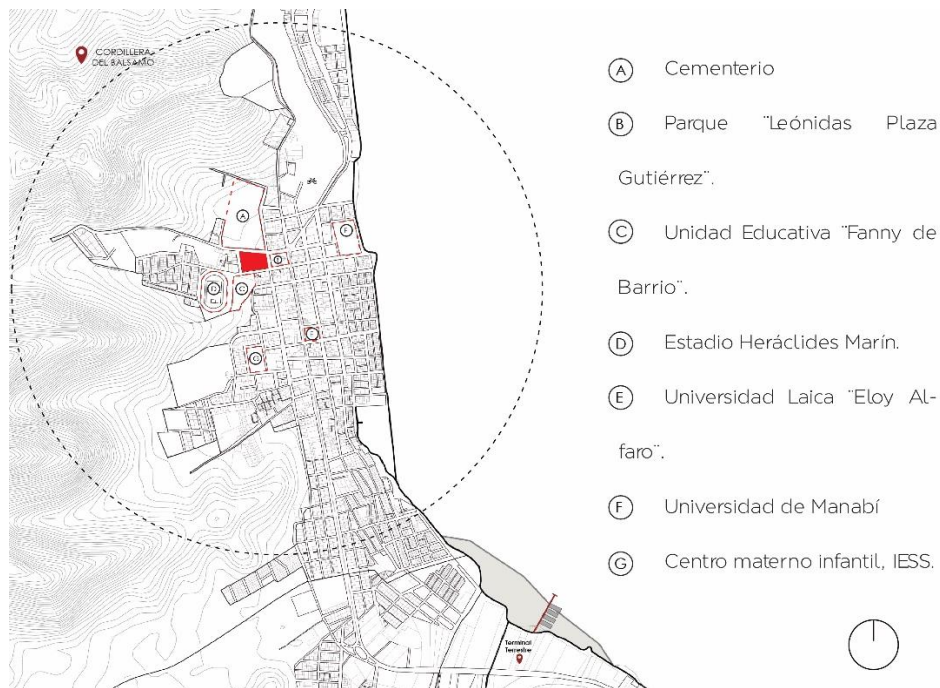 CORDILLERA
DEL BALSAMO
A
F
D
C
E
G
Terminal
Terrestre
A Cementerio
B Parque ¨Leónidas Plaza
Gutiérrez¨.
C Unidad Educativa ¨Fanny de
Barrio¨.
D Estadio Heráclides Marín.
E Universidad Laica ¨Eloy Al-
faro¨.
F Universidad de Manabí
G Centro materno infantil, IESS.